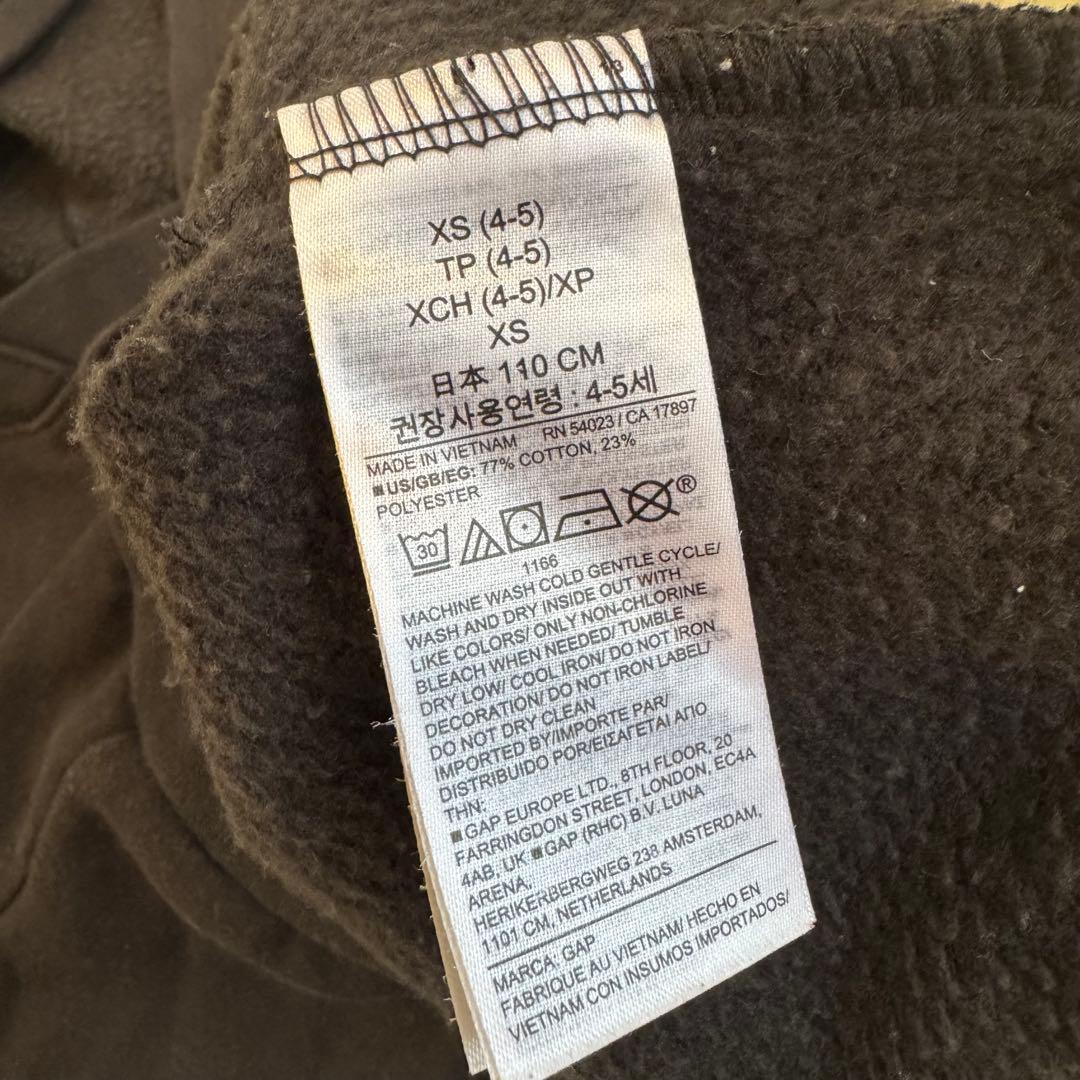 XS (4-5)
TP (4-5)
XCH (4-5)/XP
XS
日本 110 CM
권장사용연령 : 4-5세
MADE IN VIETNAM RN 54023 / CA 17897
■US/GB/EG: 77% COTTON, 23%
POLYESTER
30 ®
1166
MACHINE WASH COLD GENTLE CYCLE/
WASH AND DRY INSIDE OUT WITH
LIKE COLORS/ ONLY NON-CHLORINE
BLEACH WHEN NEEDED/ TUMBLE
DRY LOW/ COOL IRON/ DO NOT IRON
DECORATION/ DO NOT IRON LABEL/
DO NOT DRY CLEAN
IMPORTED BY/IMPORTE PAR/
DISTRIBUIDO POR/ΕΙΣΑΓΕΤΑΙ ΑΠΟ
THN:
■GAP EUROPE LTD., 8TH FLOOR, 20
FARRINGDON STREET, LONDON, EC4A
4AB, UK ■GAP (RHC) B.V. LUNA
ARENA,
HERIKERBERGWEG 238 AMSTERDAM,
1101 CM, NETHERLANDS
MARCA: GAP
FABRIQUE AU VIETNAM/ HECHO EN
VIETNAM CON INSUMOS IMPORTADOS/